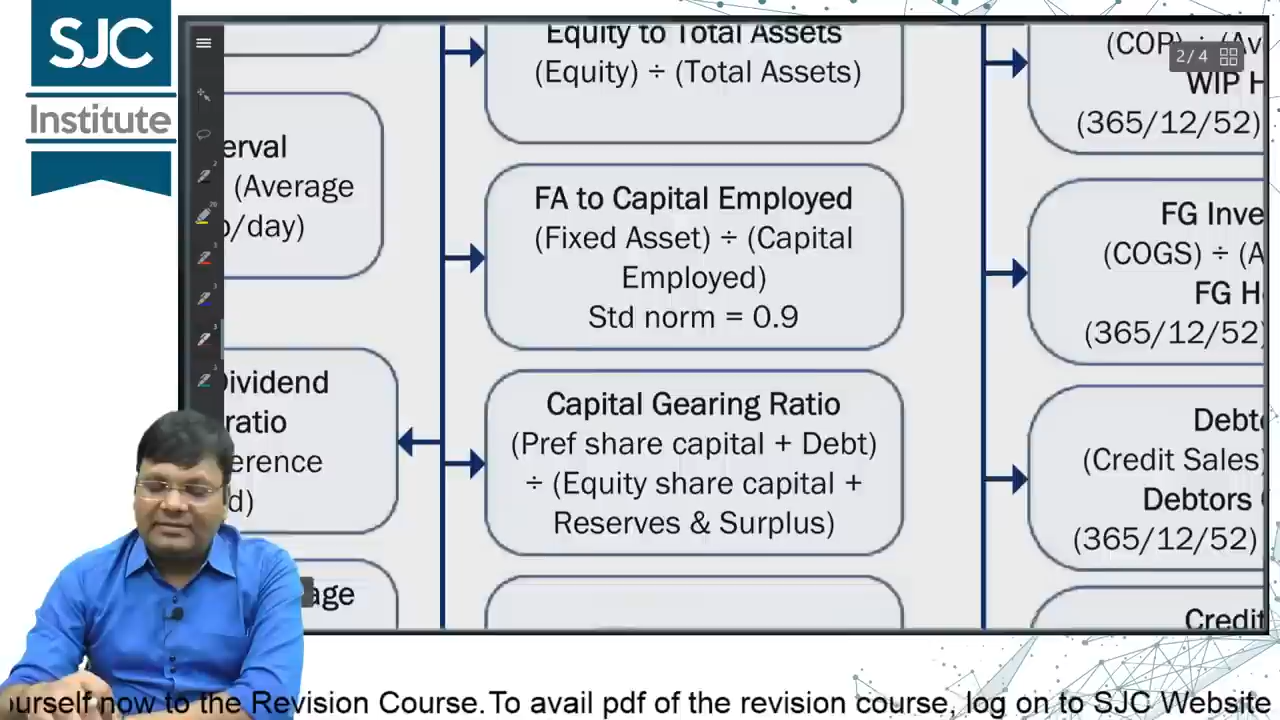 SJC
Institute
2/ 4
erval
(Average
/day)
Dividend
ratio
erence
d)
age
Equity to Total Assets
(Equity) ÷ (Total Assets)
FA to Capital Employed
(Fixed Asset) ÷ (Capital
Employed)
Std norm = 0.9
Capital Gearing Ratio
(Pref share capital + Debt)
÷ (Equity share capital +
Reserves & Surplus)
(COP) ÷ (Av
WIP H
(365/12/52)
FG Inve
(COGS) ÷ (A
FG H
(365/12/52)
Debt
(Credit Sales)
Debtors
(365/12/52)
Credit
ourself now to the Revision Course.To avail pdf of the revision course, log on to SJC Website